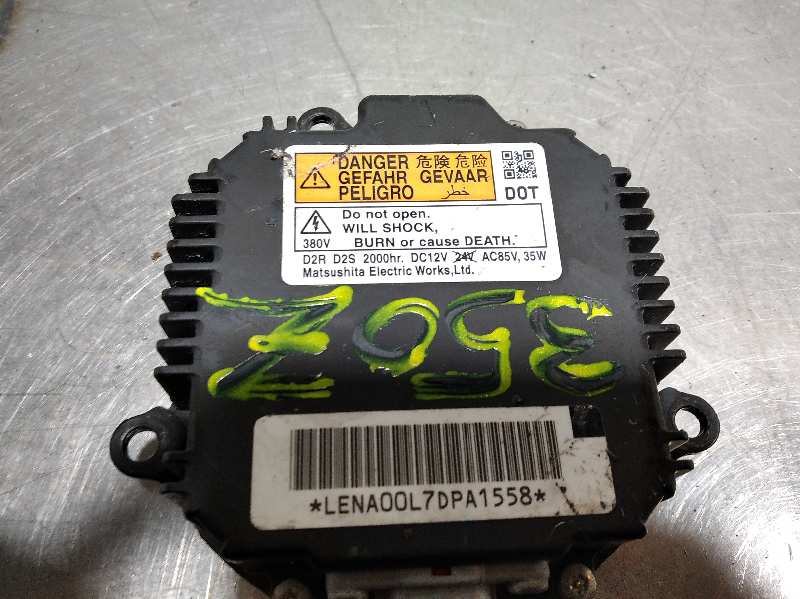 DANGER 危険 危险
GEFAHR GEVAAR
PELIGRO خطر
DOT
Do not open.
WILL SHOCK,
380V BURN or cause DEATH.
D2R D2S 2000hr. DC12V 24V AC85V, 35W
Matsushita Electric Works,Ltd.
350Z
*LENA00L7DPA1558*